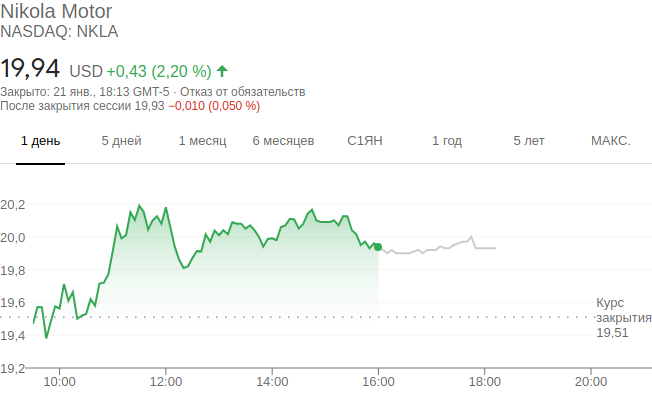 Nikola Motor
NASDAQ: NKLA
19,94 USD +0,43 (2,20 %)
Закрыто: 21 янв., 18:13 GMT-5 · Отказ от обязательств
После закрытия сессии 19,93 −0,010 (0,050 %)
1 день 5 дней 1 месяц 6 месяцев С1ЯН 1 год 5 лет МАКС.
20,2
20,0
19,8
19,6
19,4
19,2
Курс
закрытия
19,51
10:00 12:00 14:00 16:00 18:00 20:00